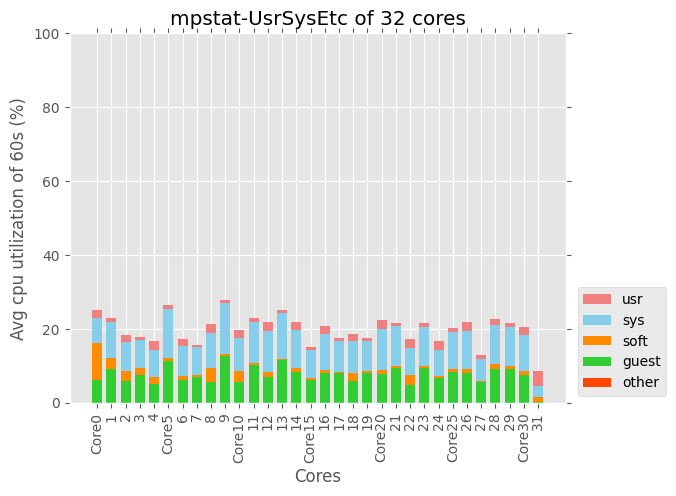 mpstat-UsrSysEtc of 32 cores
Avg cpu utilization of 60s (%)
100
80
60
40
20
0
Core0
1
2
3
4
Core5
6
7
8
9
Core10
11
12
13
14
Core15
16
17
18
19
Core20
21
22
23
24
Core25
26
27
28
29
Core30
31
Cores
usr
sys
soft
guest
other